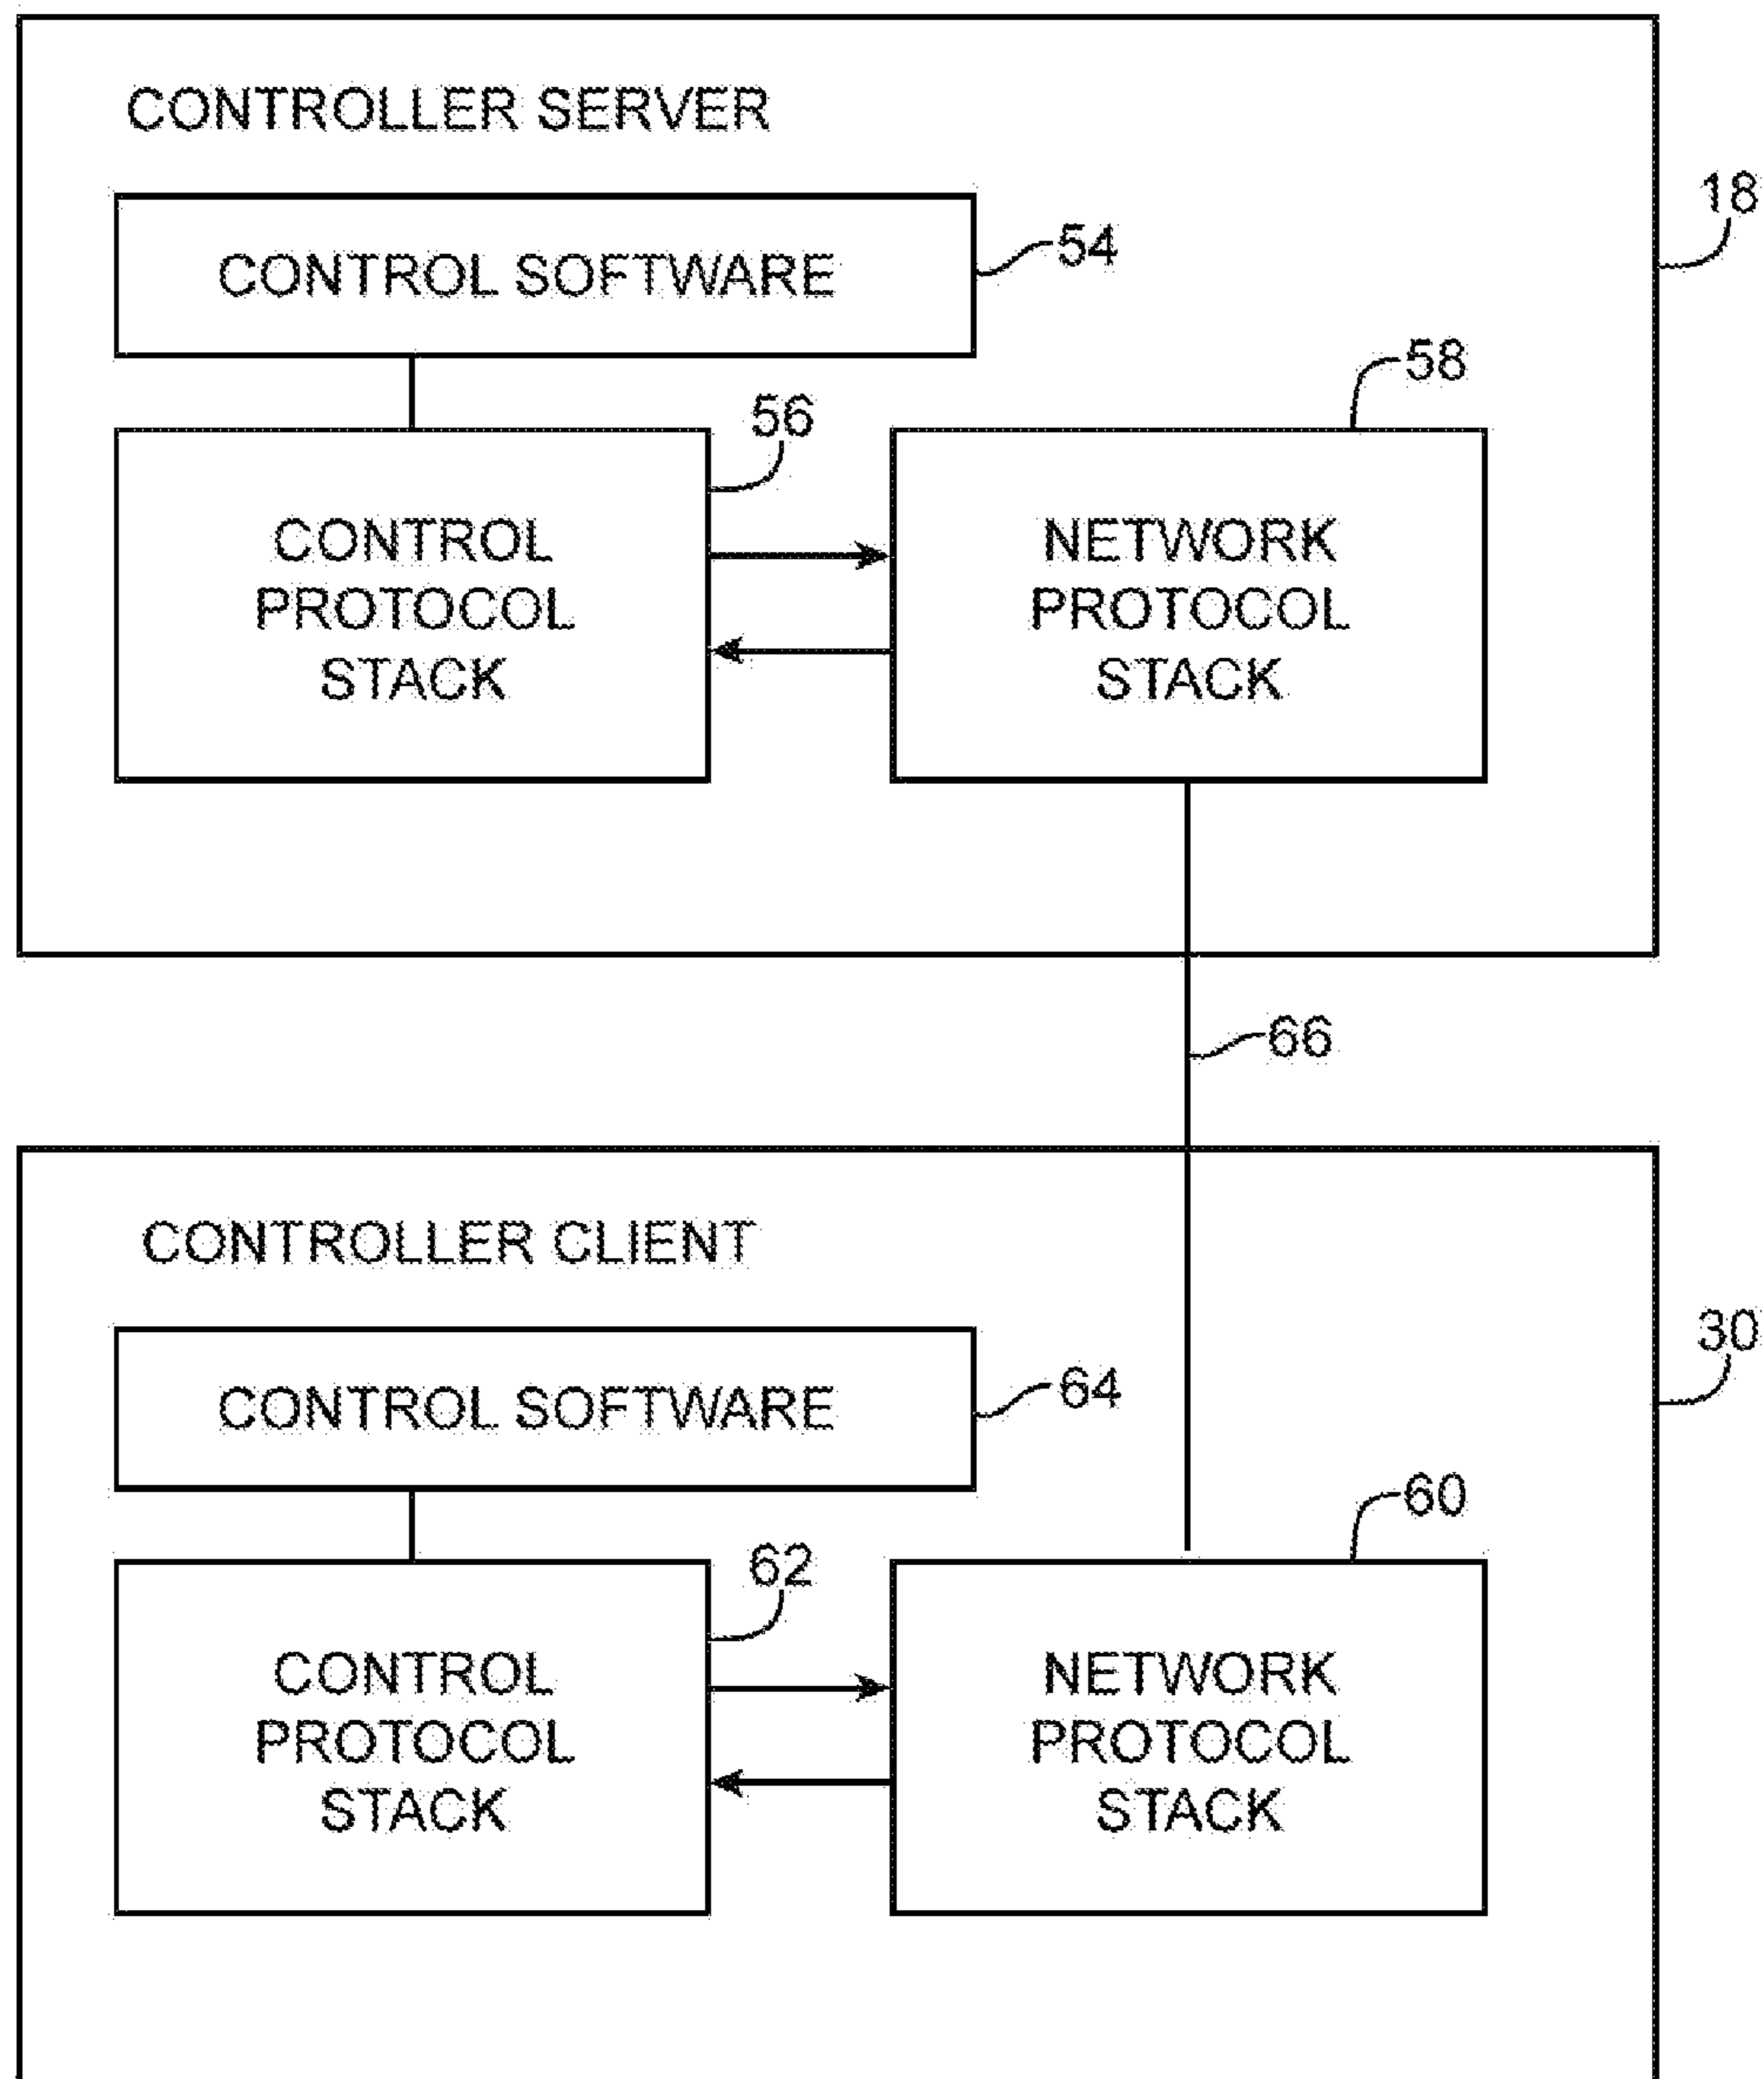 CONTROLLER SERVER
18
CONTROL SOFTWARE
54
58
56
CONTROL
PROTOCOL
STACK
NETWORK
PROTOCOL
STACK
66
CONTROLLER CLIENT
30
CONTROL SOFTWARE
64
60
62
CONTROL
PROTOCOL
STACK
NETWORK
PROTOCOL
STACK